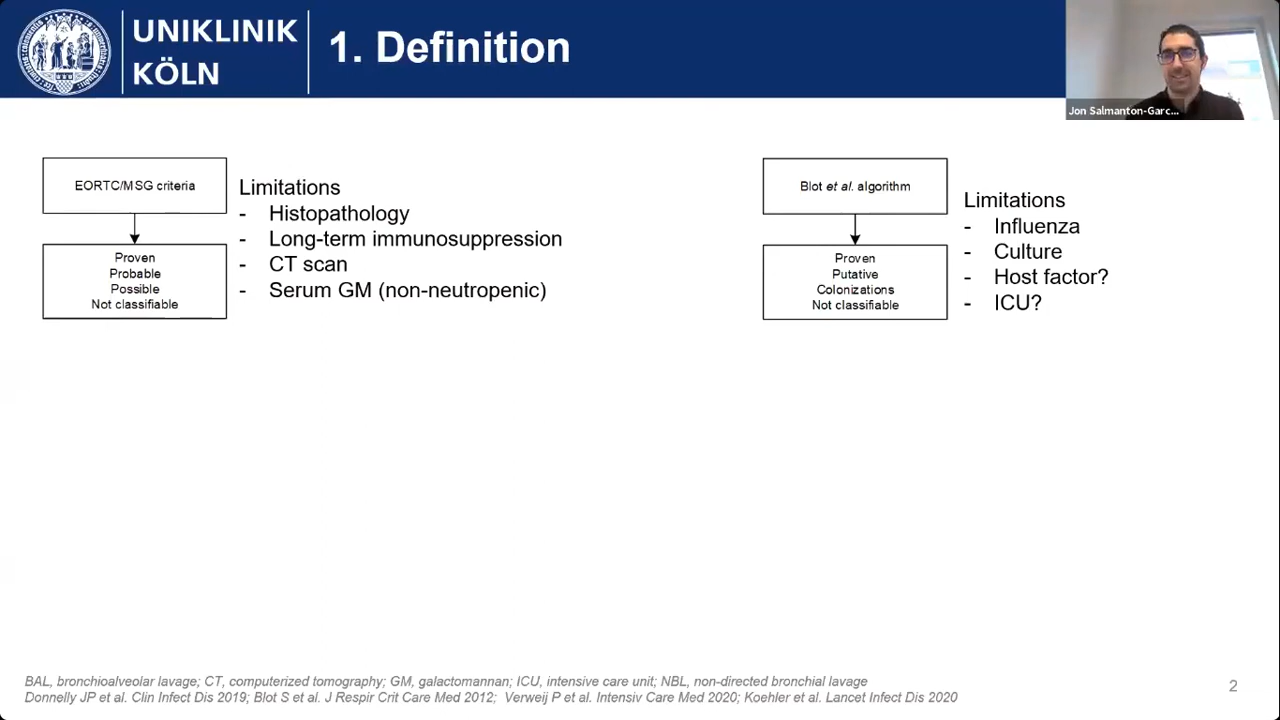 UNIKLINIK
KÖLN
1. Definition
Jon Salmanton-Garc...
EORTC/MSG criteria
Proven
Probable
Possible
Not classifiable
Limitations
- Histopathology
- Long-term immunosuppression
- CT scan
- Serum GM (non-neutropenic)
Blot et al. algorithm
Proven
Putative
Colonizations
Not classifiable
Limitations
- Influenza
- Culture
- Host factor?
- ICU?
BAL, bronchioalveolar lavage; CT, computerized tomography; GM, galactomannan; ICU, intensive care unit; NBL, non-directed bronchial lavage
Donnelly JP et al. Clin Infect Dis 2019; Blot S et al. J Respir Crit Care Med 2012; Verweij P et al. Intensiv Care Med 2020; Koehler et al. Lancet Infect Dis 2020
2